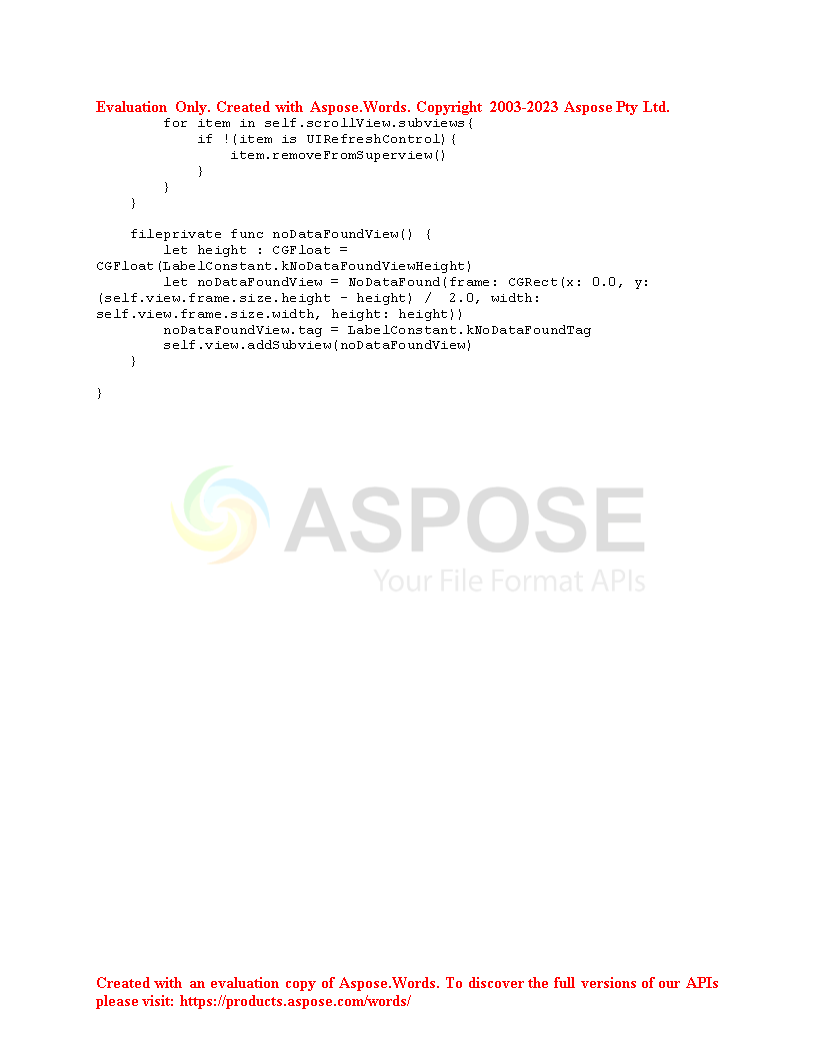 Evaluation Only. Created with Aspose.Words. Copyright 2003-2023 Aspose Pty Ltd.
        for item in self.scrollView.subviews{
            if !(item is UIRefreshControl){
                item.removeFromSuperview()
            }
        }
    }

    fileprivate func noDataFoundView() {
        let height : CGFloat =
CGFloat(LabelConstant.kNoDataFoundViewHeight)
        let noDataFoundView = NoDataFound(frame: CGRect(x: 0.0, y:
(self.view.frame.size.height - height) /  2.0, width:
self.view.frame.size.width, height: height))
        noDataFoundView.tag = LabelConstant.kNoDataFoundTag
        self.view.addSubview(noDataFoundView)
    }

}
ASPOSE
Your File Format APIs
Created with an evaluation copy of Aspose.Words. To discover the full versions of our APIs
please visit: https://products.aspose.com/words/